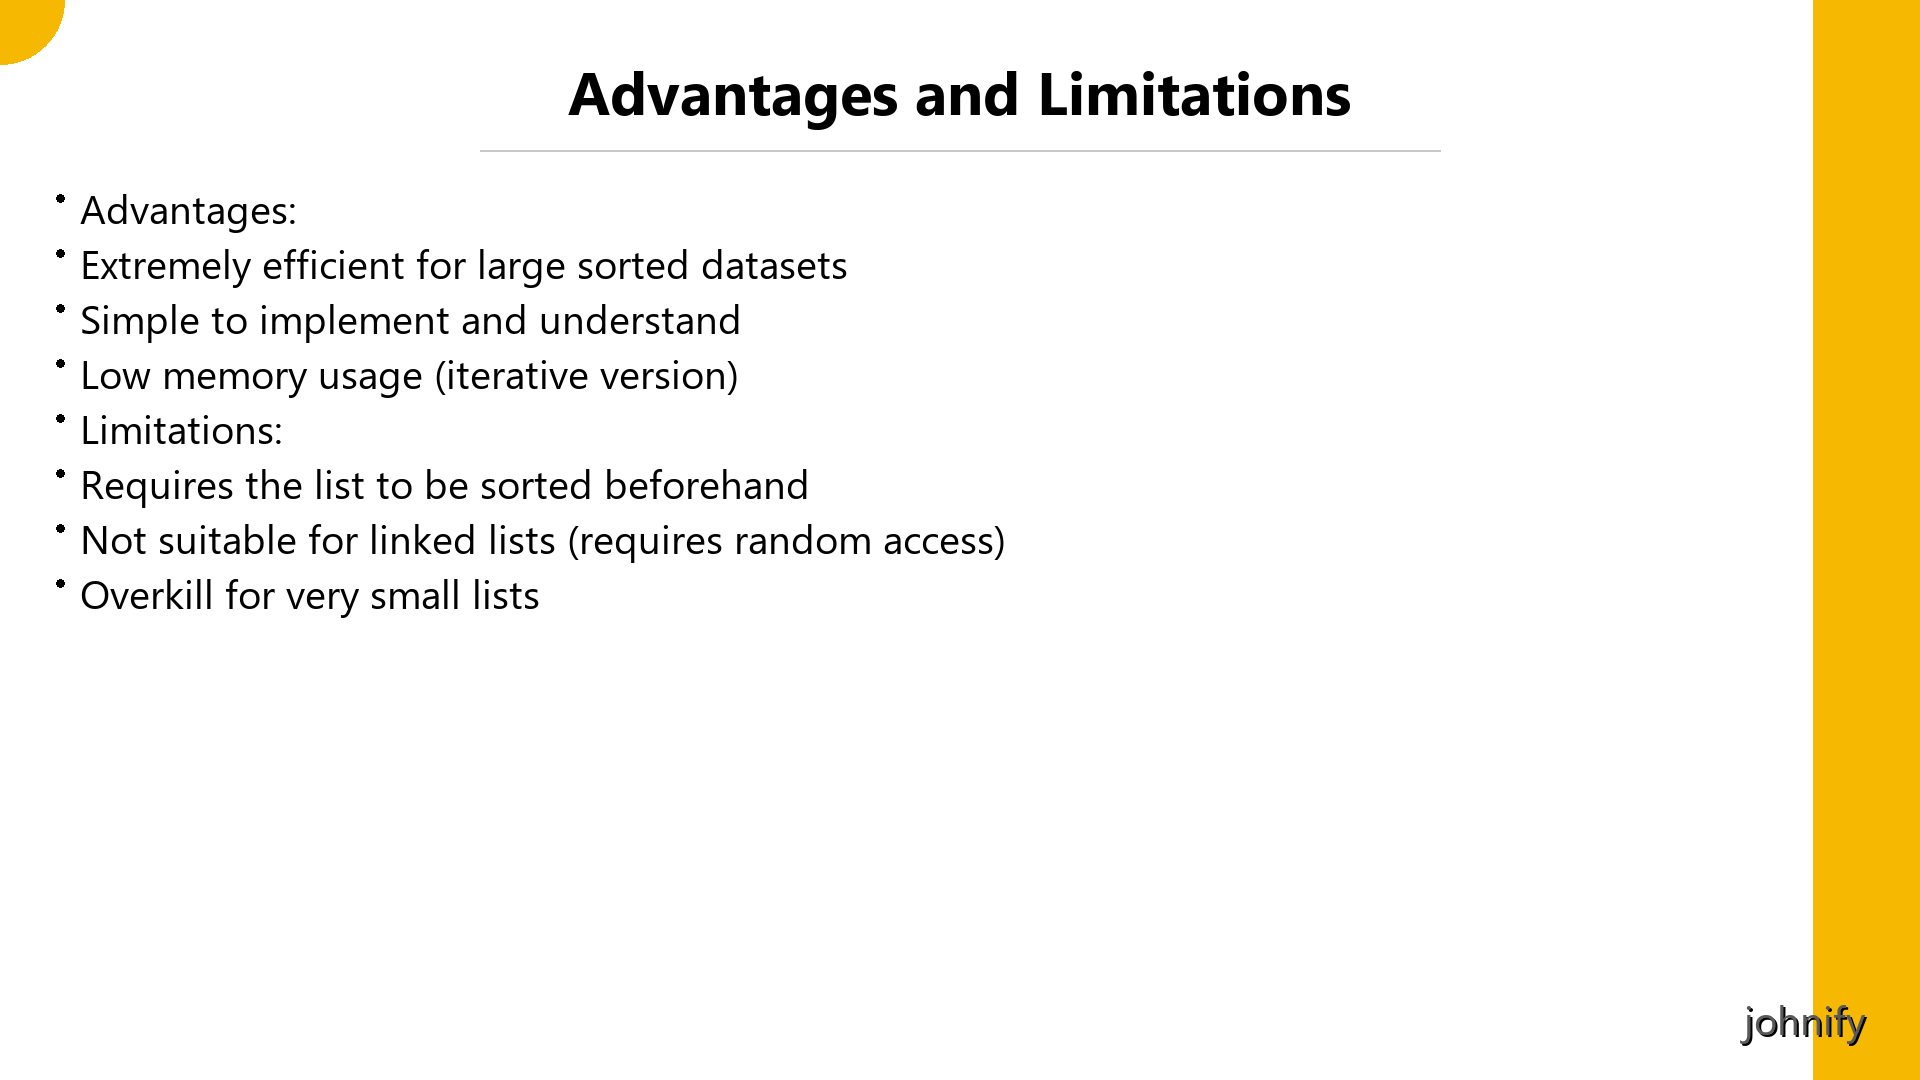 Advantages and Limitations
• Advantages:
• Extremely efficient for large sorted datasets
• Simple to implement and understand
• Low memory usage (iterative version)
• Limitations:
• Requires the list to be sorted beforehand
• Not suitable for linked lists (requires random access)
• Overkill for very small lists
johnify